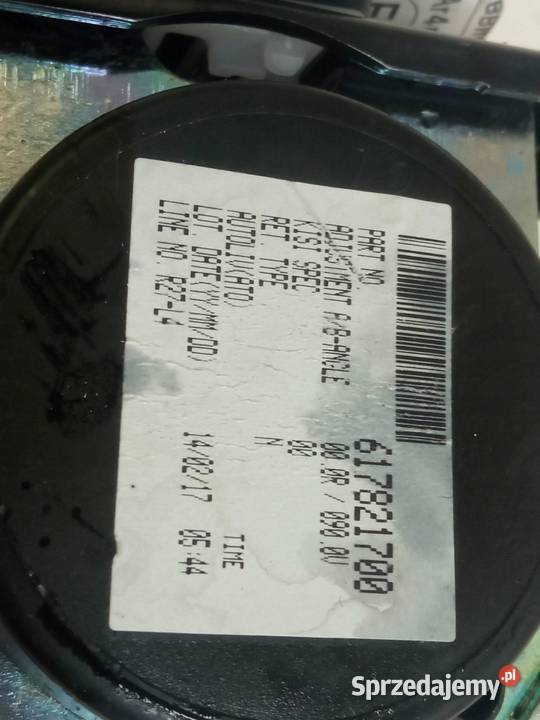 PART NO 617821700
ADJUSTMENT A/B-ANGLE 00.0R / 090.0V
KISI SPEC 00
RET. TYPE N
AUTOLIV(ATO)
LOT DATE(YY/MM/DD) TIME
14/02/17 05:44
LINE NO R27-L4
Sprzedajemy.pl